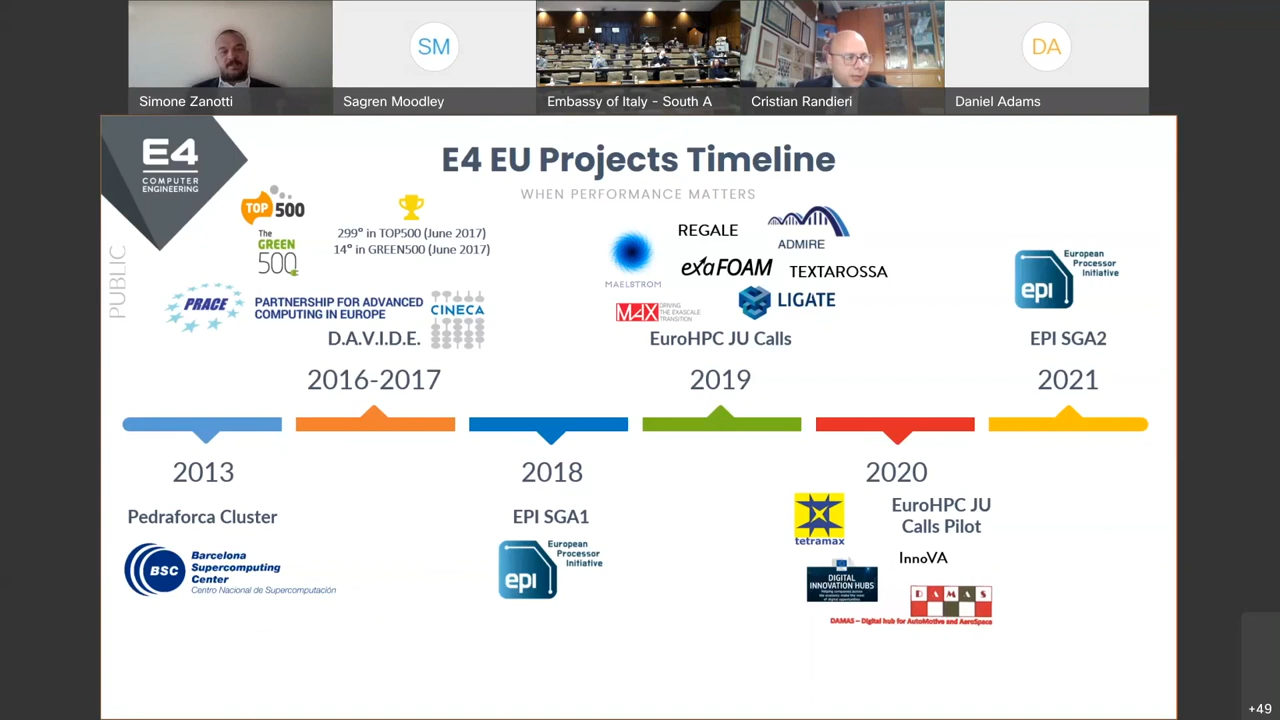 SM
DA
Simone Zanotti
Sagren Moodley
Embassy of Italy - South A
Cristian Randieri
Daniel Adams
E4
COMPUTER
ENGINEERING
E4 EU Projects Timeline
WHEN PERFORMANCE MATTERS
PUBLIC
TOP 500
The
GREEN
500
299° in TOP500 (June 2017)
14° in GREEN500 (June 2017)
PRACE
PARTNERSHIP FOR ADVANCED
COMPUTING IN EUROPE
CINECA
D.A.V.I.D.E.
REGALE
ADMIRE
MAELSTROM
exaFOAM
TEXTAROSSA
MAX
DRIVING
THE EXASCALE
TRANSITION
LIGATE
EuroHPC JU Calls
epi
European
Processor
Initiative
EPI SGA2
2016-2017
2019
2021
2013
2018
2020
Pedraforca Cluster
BSC
Barcelona
Supercomputing
Center
Centro Nacional de Supercomputación
EPI SGA1
epi
European
Processor
Initiative
tetramax
EuroHPC JU
Calls Pilot
InnoVA
DIGITAL
INNOVATION HUBS
DAMAS
DAMAS – Digital hub for AutoMotive and AeroSpace
+49